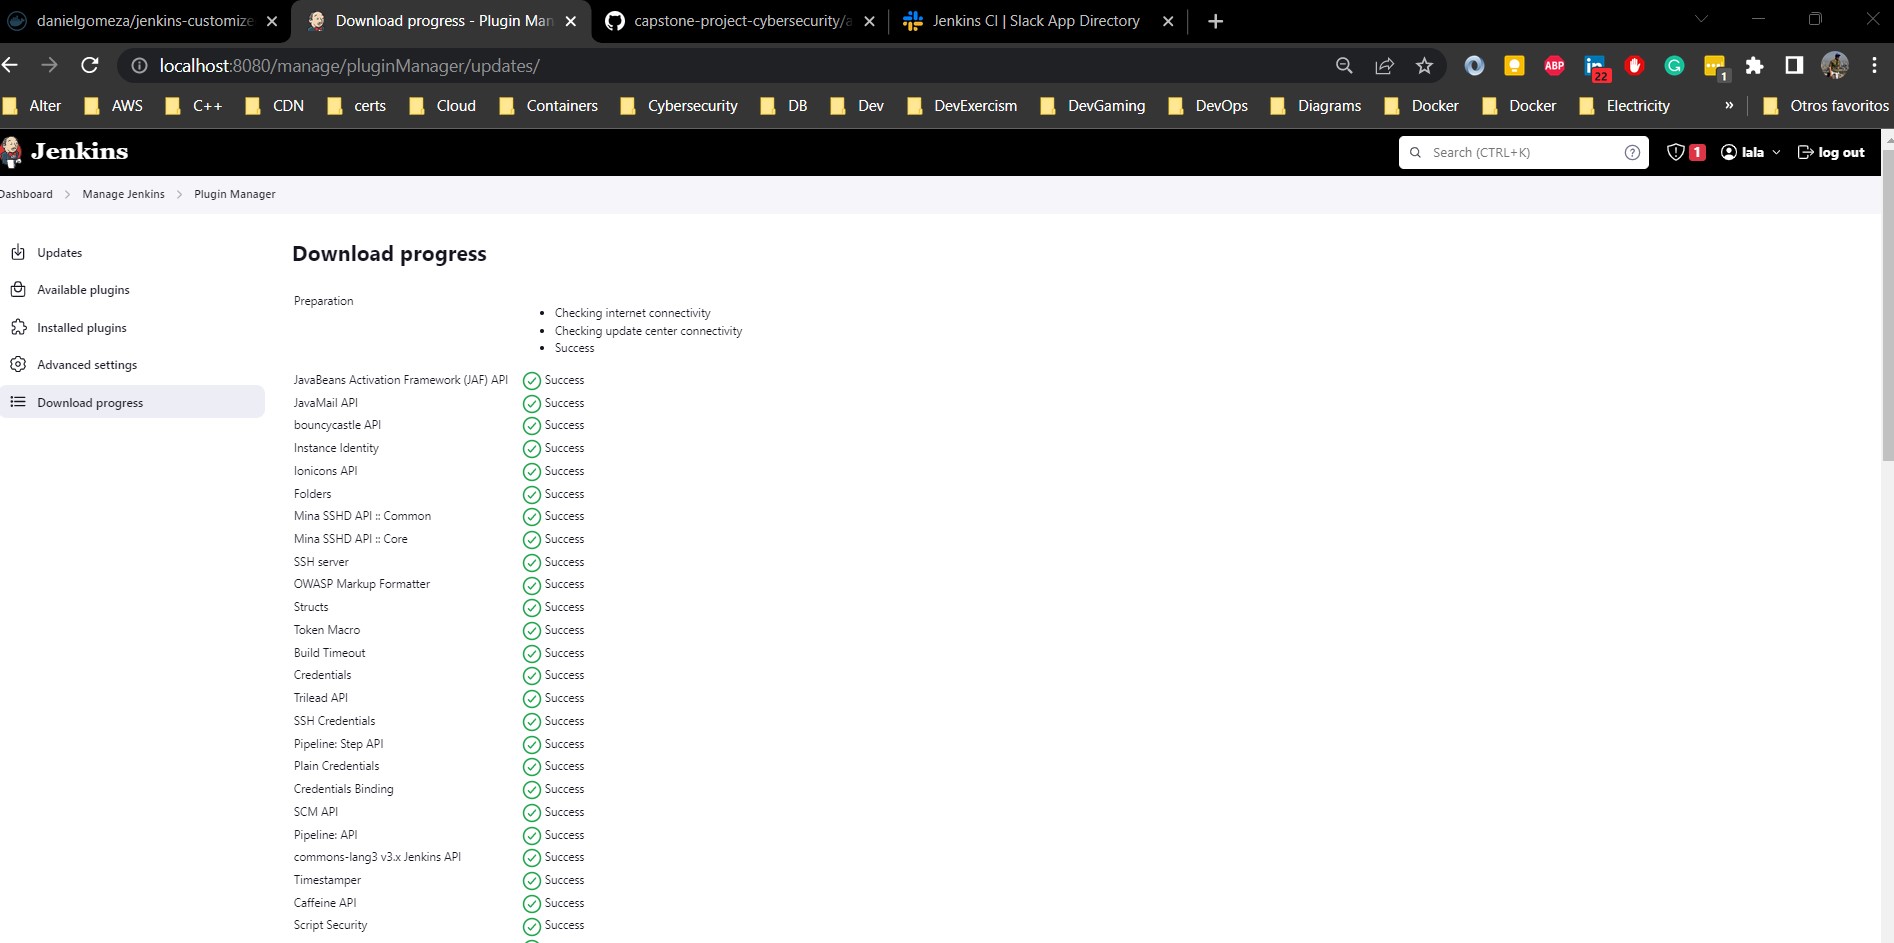 danielgomeza/jenkins-customize
Download progress - Plugin Man
capstone-project-cybersecurity/a
Jenkins CI | Slack App Directory
localhost:8080/manage/pluginManager/updates/
ABP
22
1
Alter
AWS
C++
CDN
certs
Cloud
Containers
Cybersecurity
DB
Dev
DevExercism
DevGaming
DevOps
Diagrams
Docker
Docker
Electricity
»
Otros favoritos
Jenkins
Search (CTRL+K)
1
lala
log out
Dashboard
Manage Jenkins
Plugin Manager
Updates
Available plugins
Installed plugins
Advanced settings
Download progress
Download progress
Preparation
Checking internet connectivity
Checking update center connectivity
Success
JavaBeans Activation Framework (JAF) API Success
JavaMail API Success
bouncycastle API Success
Instance Identity Success
Ionicons API Success
Folders Success
Mina SSHD API :: Common Success
Mina SSHD API :: Core Success
SSH server Success
OWASP Markup Formatter Success
Structs Success
Token Macro Success
Build Timeout Success
Credentials Success
Trilead API Success
SSH Credentials Success
Pipeline: Step API Success
Plain Credentials Success
Credentials Binding Success
SCM API Success
Pipeline: API Success
commons-lang3 v3.x Jenkins API Success
Timestamper Success
Caffeine API Success
Script Security Success